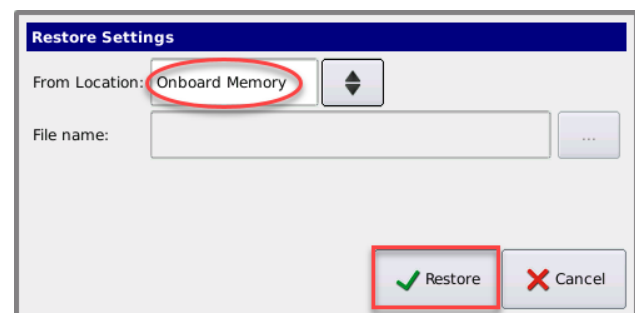 Restore Settings
From Location: Onboard Memory
File name:
...
Restore Cancel